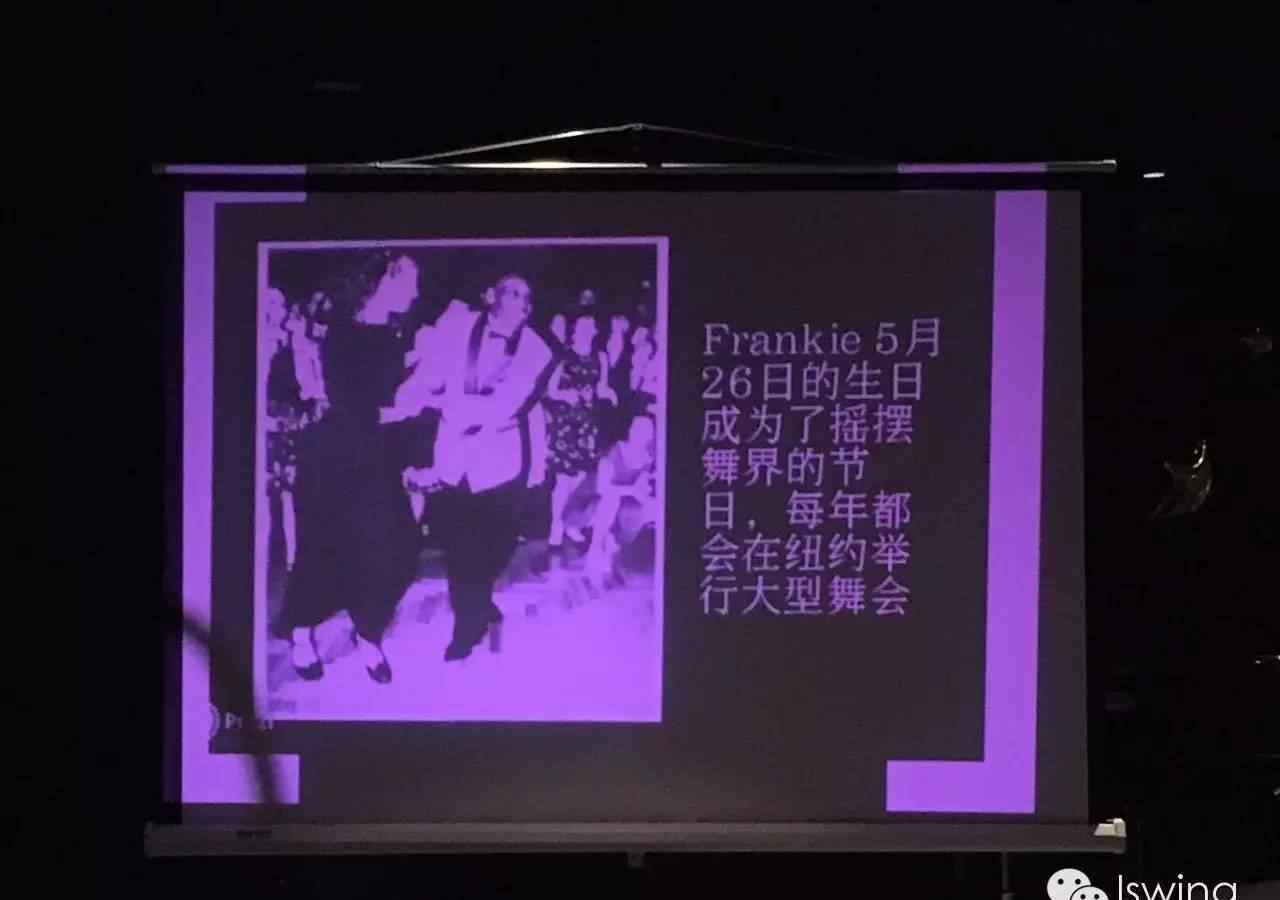 Frankie 5月
26日的生日
成为了摇摆
舞界的节
日，每年都
会在纽约举
行大型舞会
Iswing